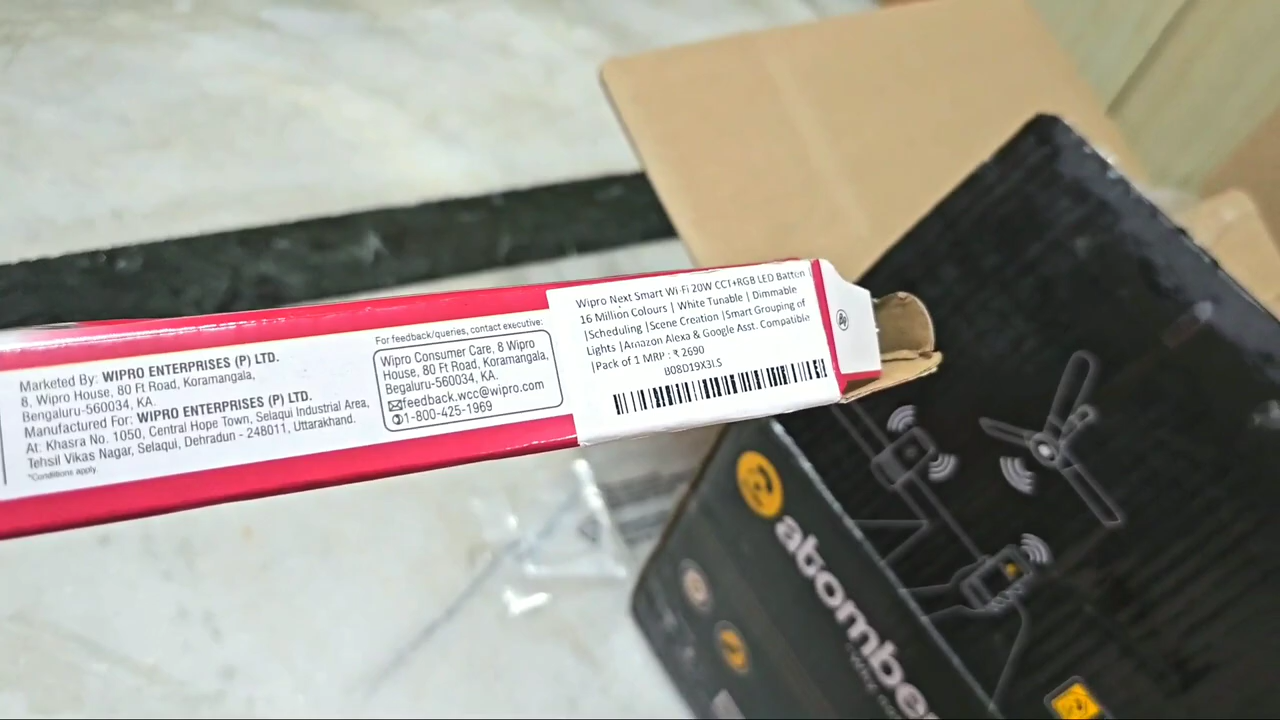 Marketed By: WIPRO ENTERPRISES (P) LTD.
8, Wipro House, 80 Ft Road, Koramangala,
Bengaluru-560034, KA.
Manufactured For: WIPRO ENTERPRISES (P) LTD.
At: Khasra No. 1050, Central Hope Town, Selaqui Industrial Area,
Tehsil Vikas Nagar, Selaqui, Dehradun - 248011, Uttarakhand.
*Conditions apply.
For feedback/queries, contact executive:
Wipro Consumer Care, 8 Wipro
House, 80 Ft Road, Koramangala,
Begaluru-560034, KA.
feedback.wcc@wipro.com
1-800-425-1969
Wipro Next Smart Wi-Fi 20W CCT+RGB LED Batten |
16 Million Colours | White Tunable | Dimmable
|Scheduling |Scene Creation |Smart Grouping of
Lights |Amazon Alexa & Google Asst. Compatible
|Pack of 1 MRP : ₹ 2690
B08D19X3LS
atombe